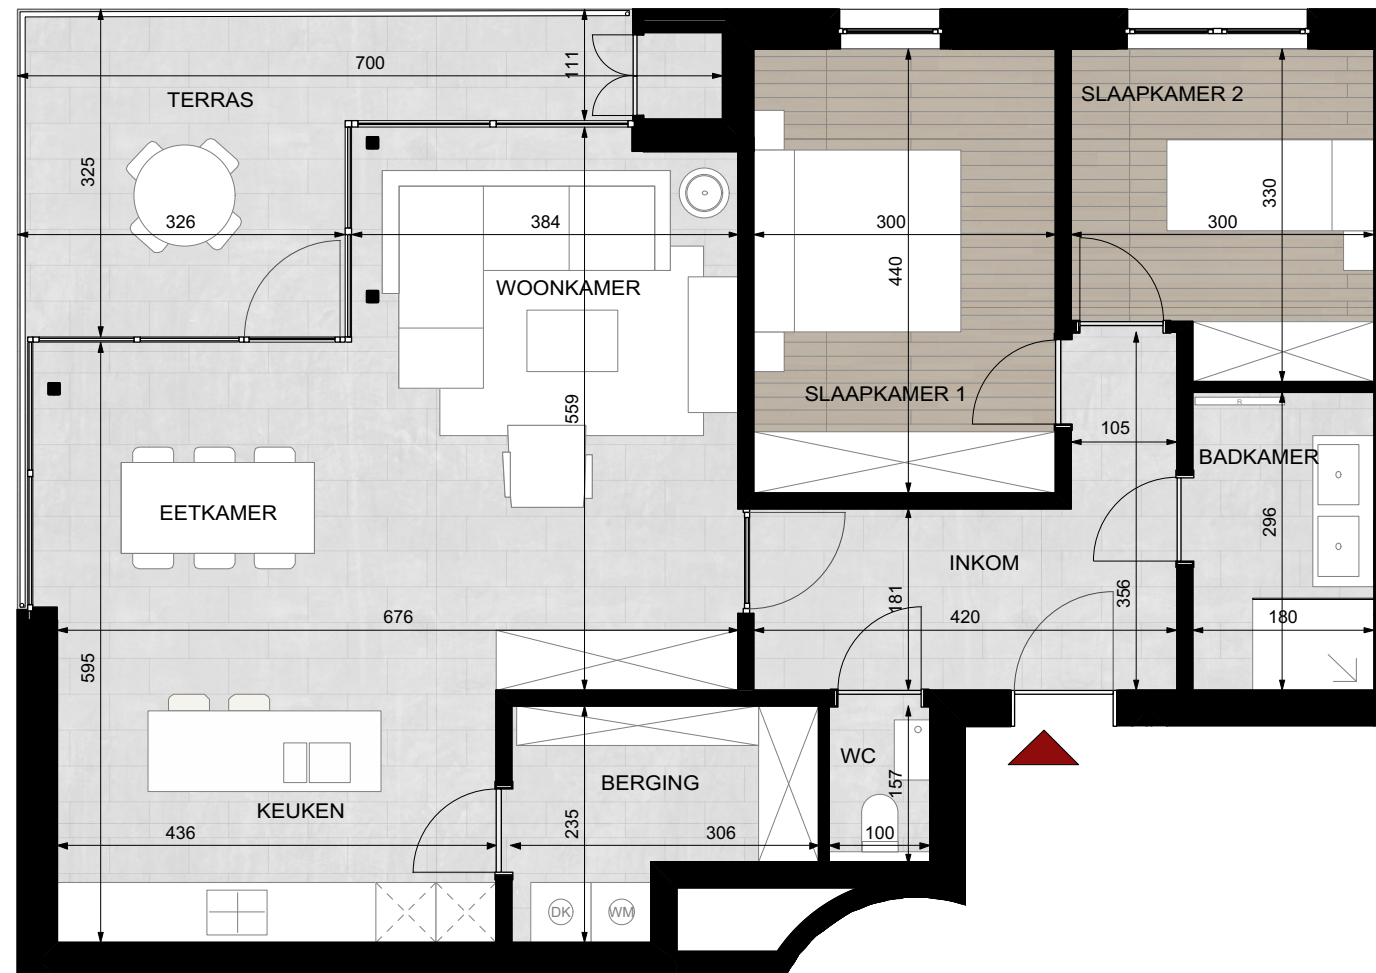 700
111
TERRAS
SLAAPKAMER 2
325
326
384
300
330
300
440
WOONKAMER
SLAAPKAMER 1
559
R
105
BADKAMER
EETKAMER
296
INKOM
181
356
676
420
180
595
WC
BERGING
157
KEUKEN
436
235
306
100
DK
WM